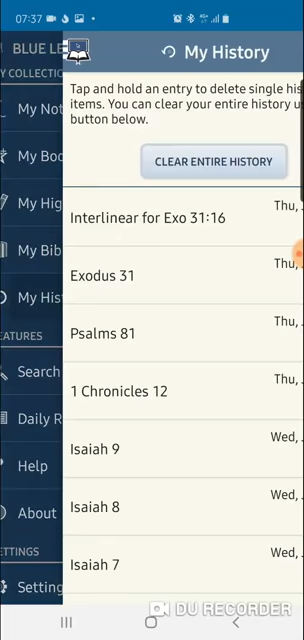 07:37
BLUE LE
Y COLLECTION
My Not
My Boo
My Hig
My Bib
My Hist
EATURES
Search
Daily R
Help
About
ETTINGS
Setting
My History
Tap and hold an entry to delete single his
items. You can clear your entire history u
button below.
CLEAR ENTIRE HISTORY
Interlinear for Exo 31:16 Thu,
Exodus 31 Thu,
Psalms 81 Thu,
1 Chronicles 12 Thu,
Isaiah 9 Wed,
Isaiah 8 Wed,
Isaiah 7 Wed,
DU RECORDER